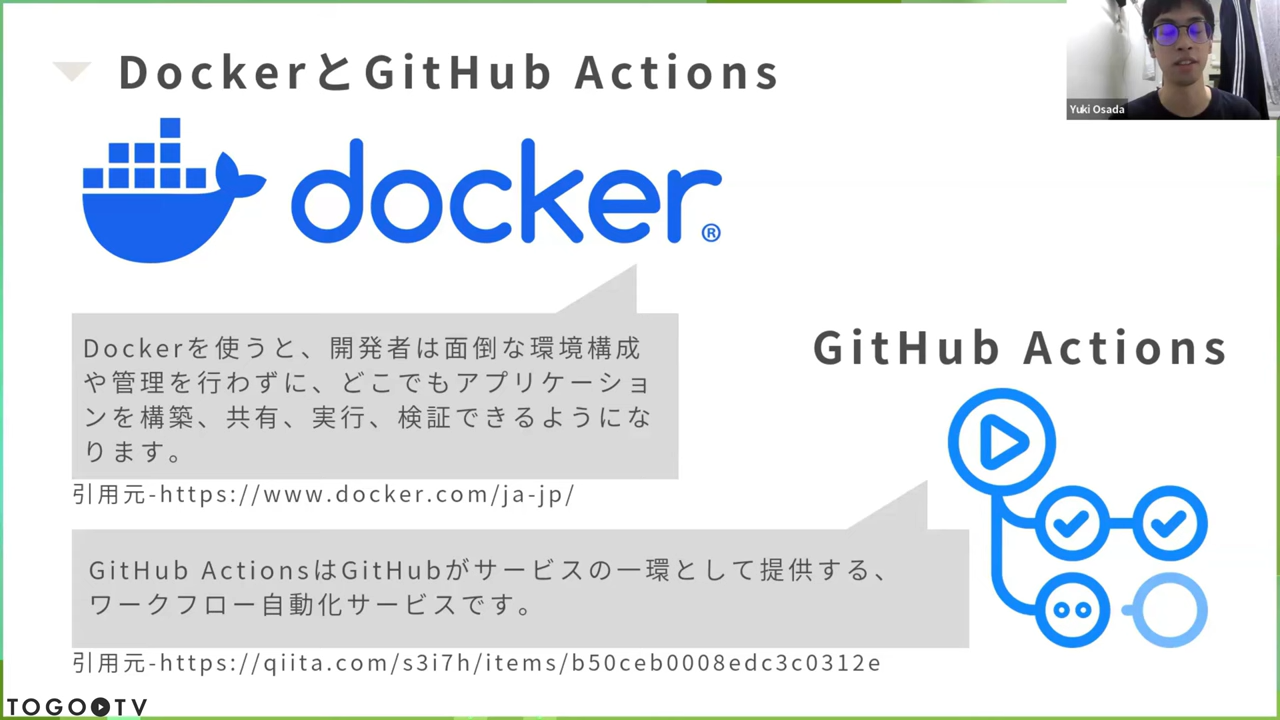 DockerとGitHub Actions
Yuki Osada
docker®
Dockerを使うと、開発者は面倒な環境構成
や管理を行わずに、どこでもアプリケーショ
ンを構築、共有、実行、検証できるようにな
ります。
引用元-https://www.docker.com/ja-jp/
GitHub Actions
GitHub ActionsはGitHubがサービスの一環として提供する、
ワークフロー自動化サービスです。
引用元-https://qiita.com/s3i7h/items/b50ceb0008edc3c0312e
TOGOTV